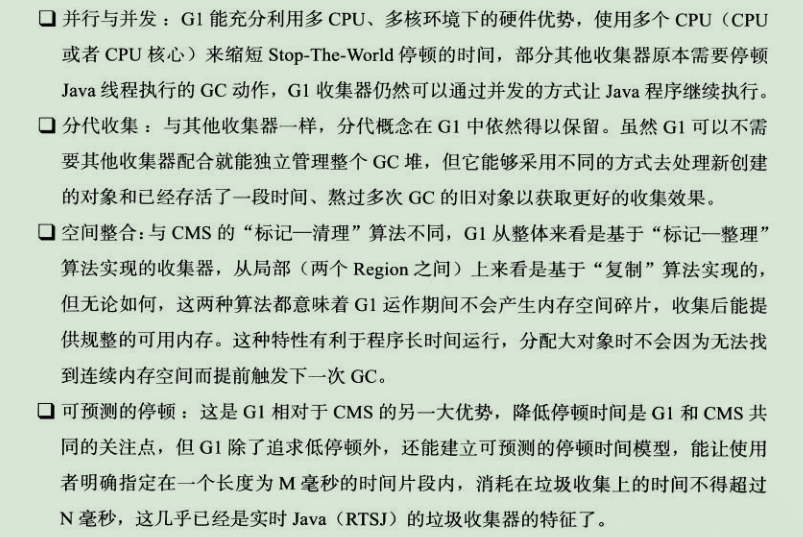 ❑ 并行与并发：G1 能充分利用多 CPU、多核环境下的硬件优势，使用多个 CPU（CPU
或者 CPU 核心）来缩短 Stop-The-World 停顿的时间，部分其他收集器原本需要停顿
Java 线程执行的 GC 动作，G1 收集器仍然可以通过并发的方式让 Java 程序继续执行。
❑ 分代收集：与其他收集器一样，分代概念在 G1 中依然得以保留。虽然 G1 可以不需
要其他收集器配合就能独立管理整个 GC 堆，但它能够采用不同的方式去处理新创建
的对象和已经存活了一段时间、熬过多次 GC 的旧对象以获取更好的收集效果。
❑ 空间整合：与 CMS 的“标记—清理”算法不同，G1 从整体来看是基于“标记—整理”
算法实现的收集器，从局部（两个 Region 之间）上来看是基于“复制”算法实现的，
但无论如何，这两种算法都意味着 G1 运作期间不会产生内存空间碎片，收集后能提
供规整的可用内存。这种特性有利于程序长时间运行，分配大对象时不会因为无法找
到连续内存空间而提前触发下一次 GC。
❑ 可预测的停顿：这是 G1 相对于 CMS 的另一大优势，降低停顿时间是 G1 和 CMS 共
同的关注点，但 G1 除了追求低停顿外，还能建立可预测的停顿时间模型，能让使用
者明确指定在一个长度为 M 毫秒的时间片段内，消耗在垃圾收集上的时间不得超过
N 毫秒，这几乎已经是实时 Java（RTSJ）的垃圾收集器的特征了。